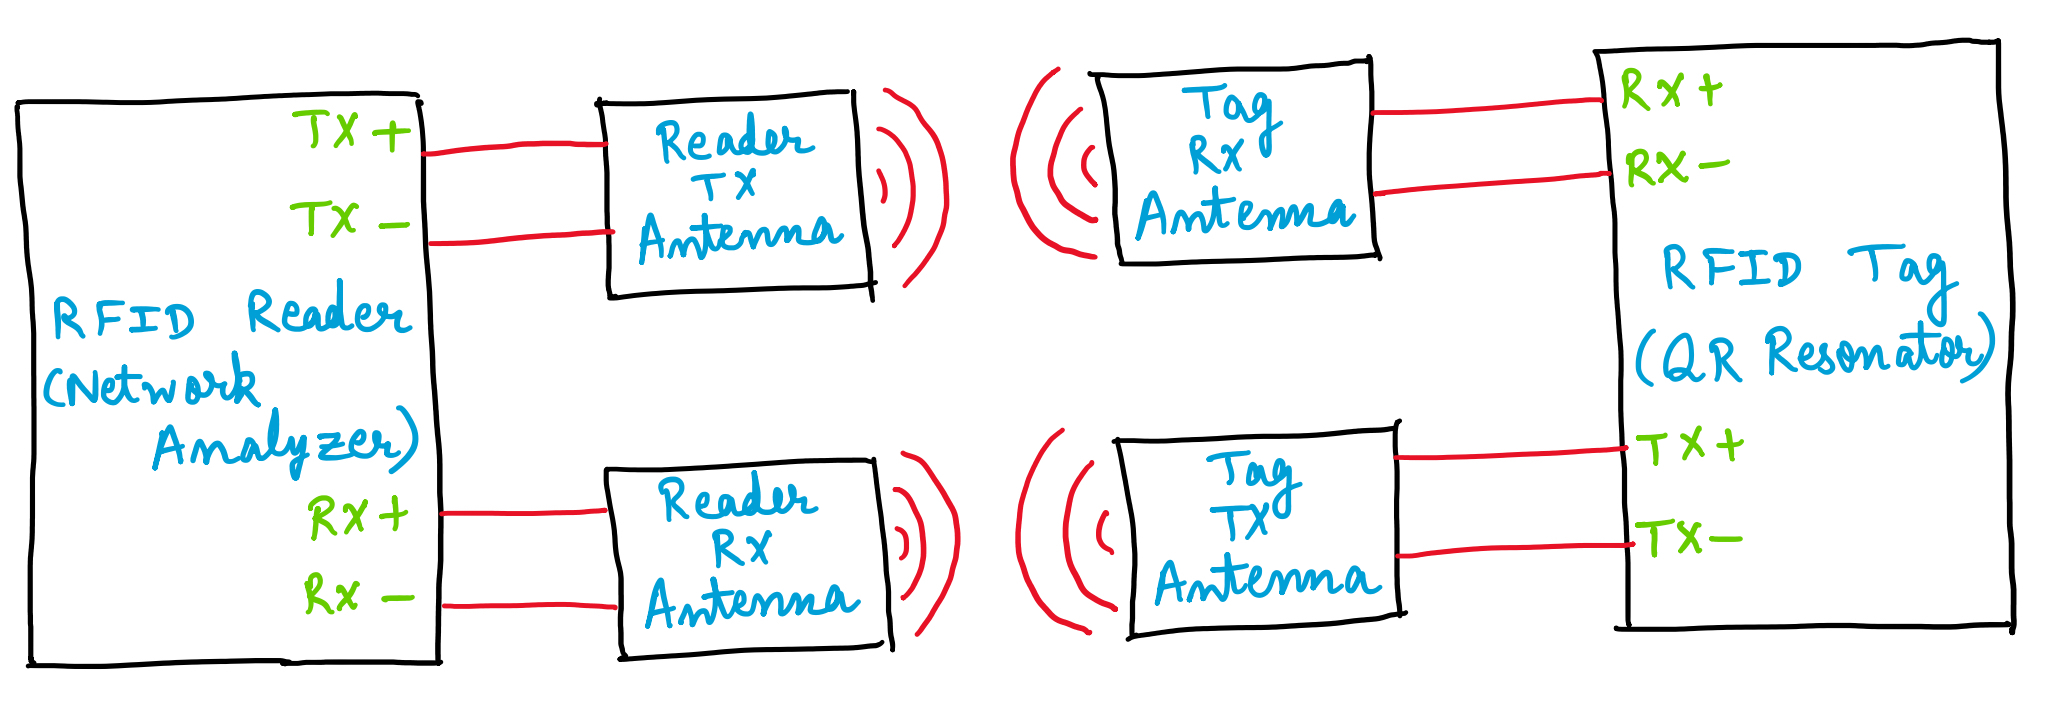 TX+
TX-
RFID Reader
(Network
Analyzer)
Rx+
Rx-
Reader
TX
Antenna
Reader
Rx
Antenna
Tag
Rx
Antenna
Tag
TX
Antenna
Rx+
RX-
RFID Tag
(QR Resonator)
TX+
TX-